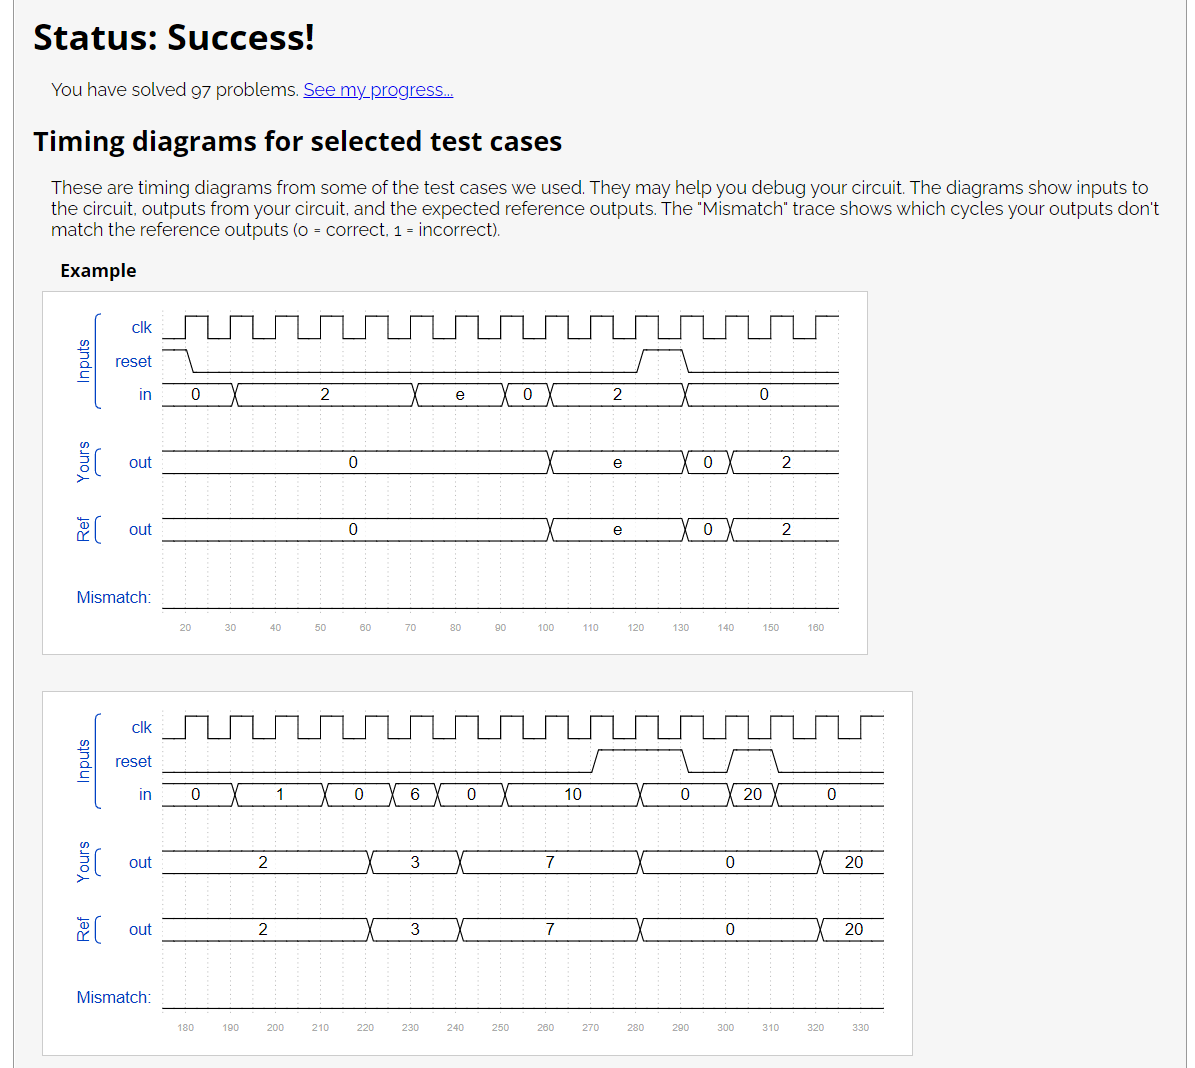 Status: Success!
You have solved 97 problems. See my progress...
Timing diagrams for selected test cases
These are timing diagrams from some of the test cases we used. They may help you debug your circuit. The diagrams show inputs to
the circuit, outputs from your circuit, and the expected reference outputs. The "Mismatch" trace shows which cycles your outputs don't
match the reference outputs (0 = correct, 1 = incorrect).
Example
Inputs
clk
reset
in 0 2 e 0 2 0
Yours
out 0 e 0 2
Ref
out 0 e 0 2
Mismatch:
20 30 40 50 60 70 80 90 100 110 120 130 140 150 160
Inputs
clk
reset
in 0 1 0 6 0 10 0 20 0
Yours
out 2 3 7 0 20
Ref
out 2 3 7 0 20
Mismatch:
180 190 200 210 220 230 240 250 260 270 280 290 300 310 320 330